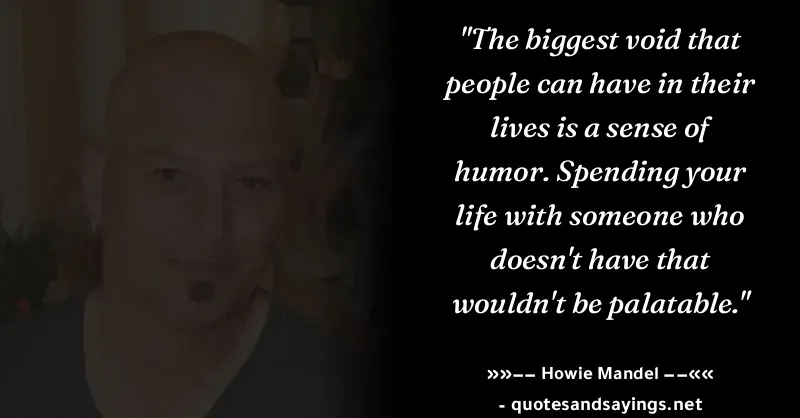 "The biggest void that
people can have in their
lives is a sense of
humor. Spending your
life with someone who
doesn't have that
wouldn't be palatable."
»»–– Howie Mandel ––««
- quotesandsayings.net